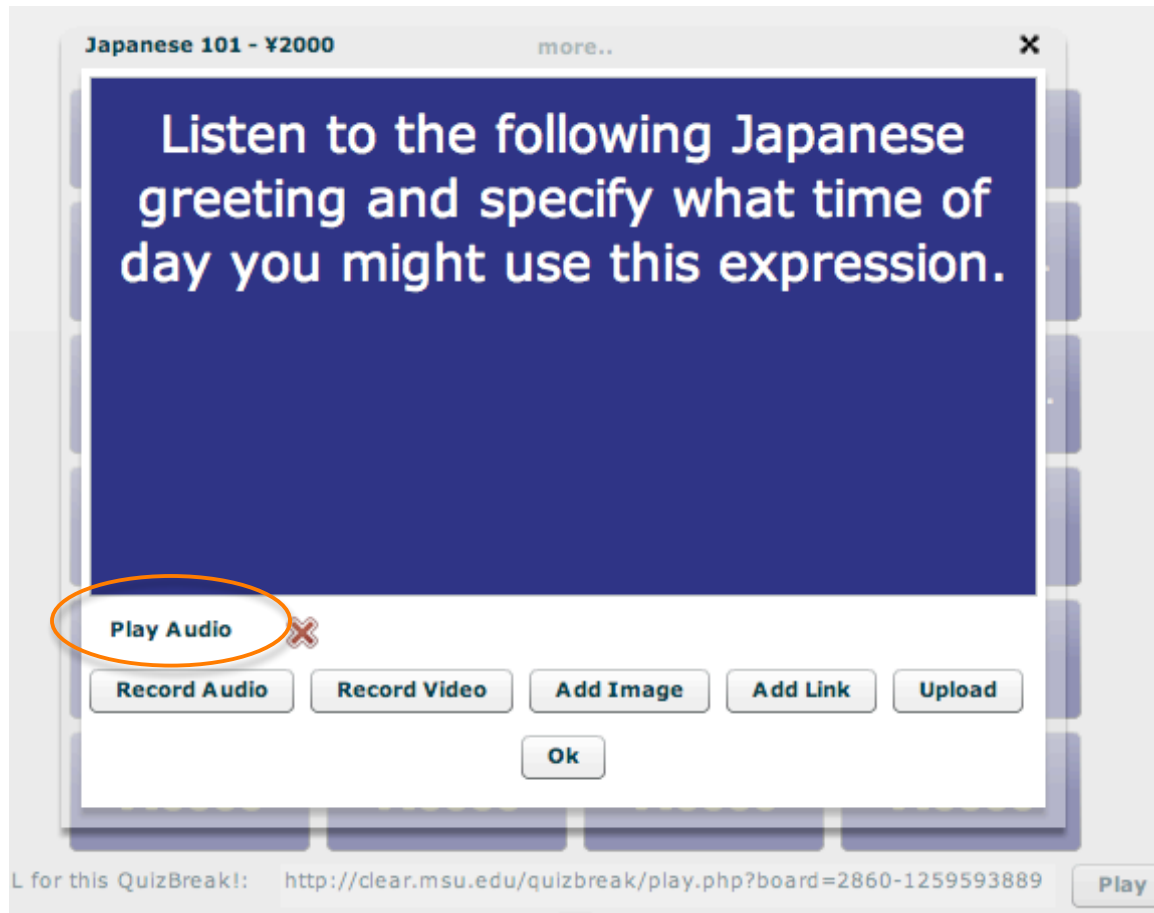 Japanese 101 - ¥2000 more..
Listen to the following Japanese
greeting and specify what time of
day you might use this expression.
Play Audio
Record Audio Record Video Add Image Add Link Upload
Ok
L for this QuizBreak!: http://clear.msu.edu/quizbreak/play.php?board=2860-1259593889 Play